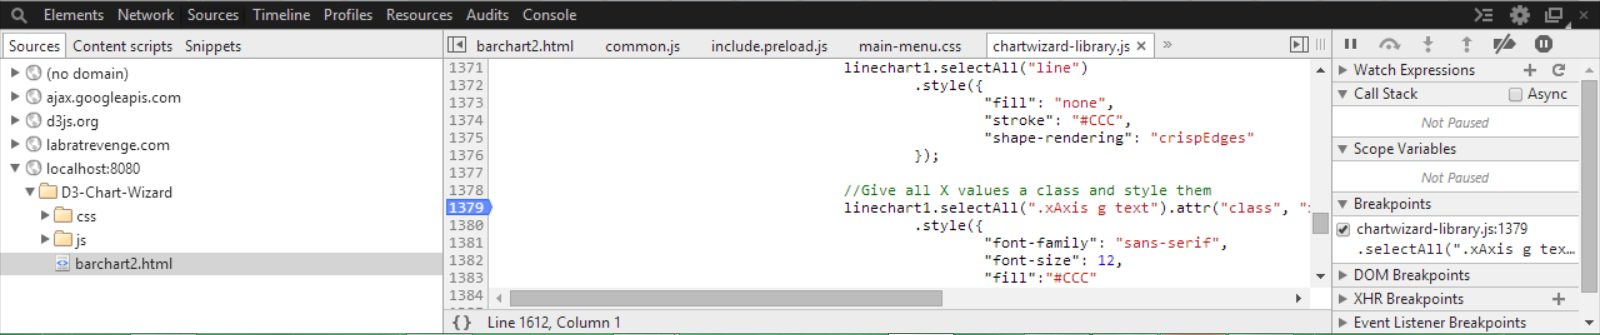 Elements Network Sources Timeline Profiles Resources Audits Console
Sources Content scripts Snippets
(no domain)
ajax.googleapis.com
d3js.org
labratrevenge.com
localhost:8080
D3-Chart-Wizard
css
js
barchart2.html
barchart2.html common.js include.preload.js main-menu.css chartwizard-library.js × »
1371 linechart1.selectAll("line")
1372 .style({
1373 "fill": "none",
1374 "stroke": "#CCC",
1375 "shape-rendering": "crispEdges"
1376 });
1377
1378 //Give all X values a class and style them
1379 linechart1.selectAll(".xAxis g text").attr("class", "
1380 .style({
1381 "font-family": "sans-serif",
1382 "font-size": 12,
1383 "fill":"#CCC"
1384
{} Line 1612, Column 1
Watch Expressions
Call Stack Async
Not Paused
Scope Variables
Not Paused
Breakpoints
chartwizard-library.js:1379
.selectAll(".xAxis g tex…
DOM Breakpoints
XHR Breakpoints
Event Listener Breakpoints